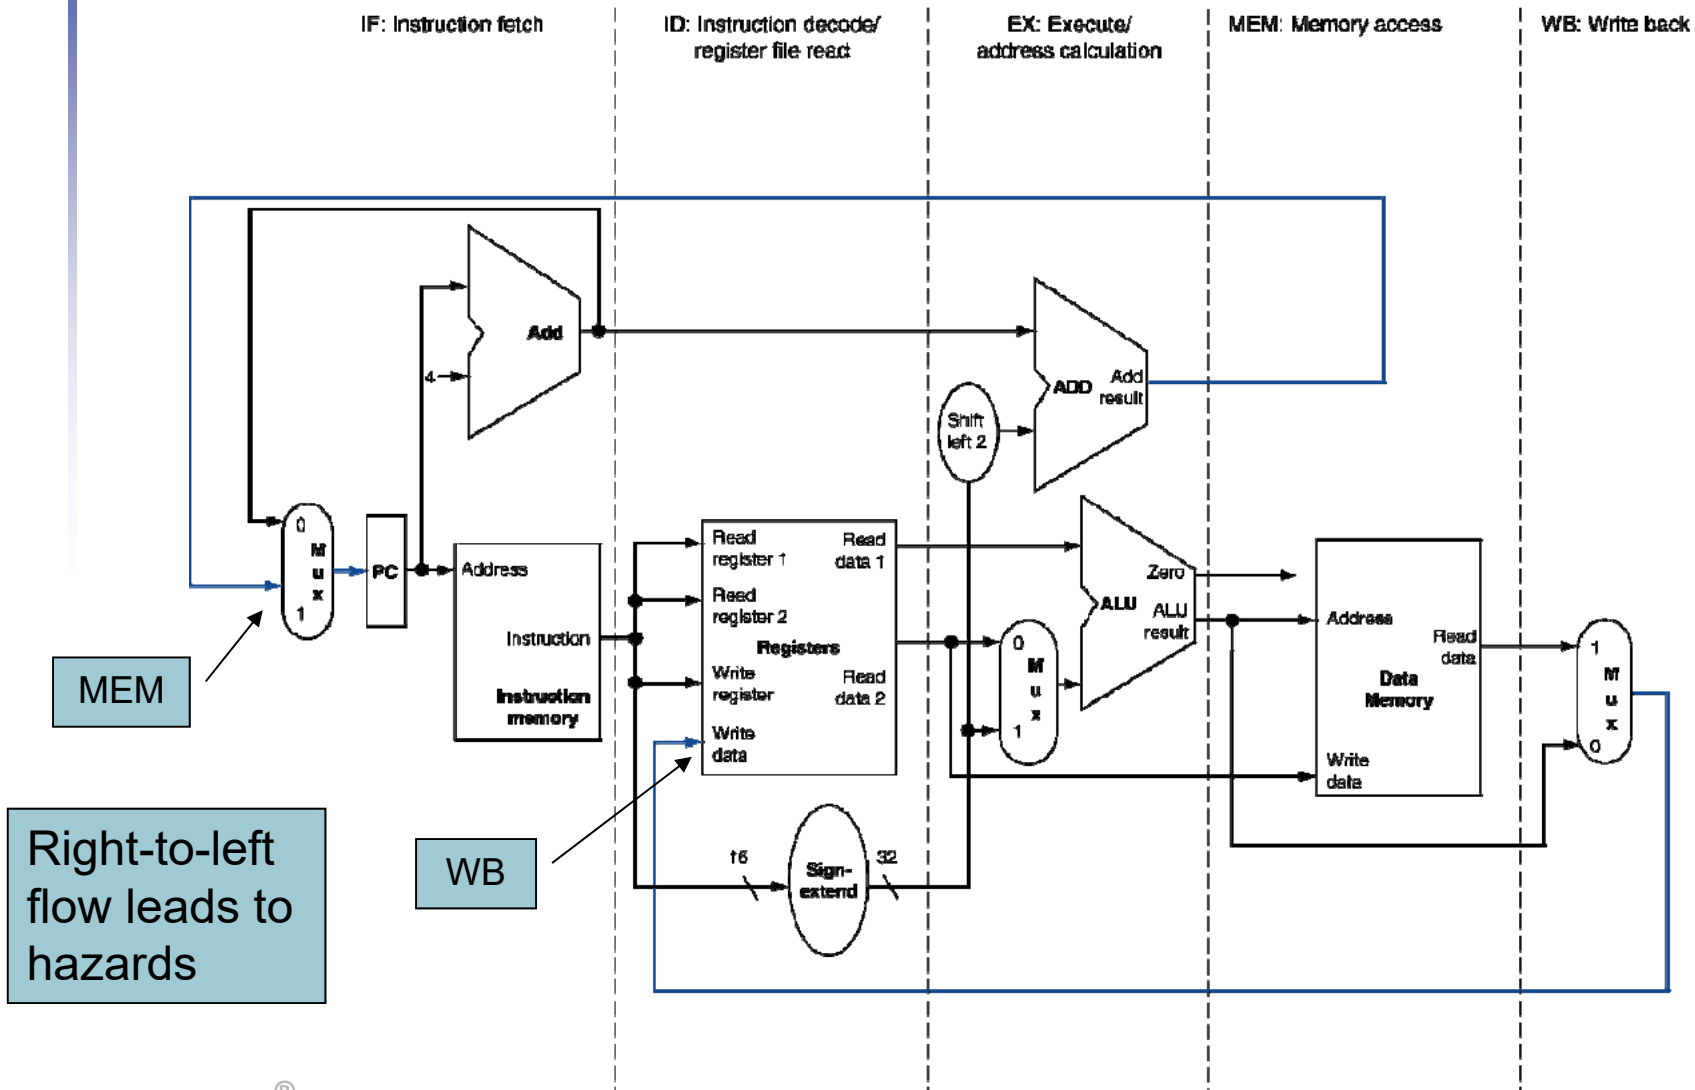 IF: Instruction fetch
ID: Instruction decode/
register file read
EX: Execute/
address calculation
MEM: Memory access
WB: Write back
Add
4
ADD
Add
result
Shift
left 2
0
M
u
x
1
PC
Address
Instruction
Instruction
memory
Read
register 1
Read
register 2
Registers
Write
register
Write
data
Read
data 1
Read
data 2
0
M
u
x
1
Zero
ALU
ALU
result
Address
Read
data
Data
Memory
Write
data
1
M
u
x
0
MEM
WB
16
Sign-
extend
32
Right-to-left
flow leads to
hazards
®